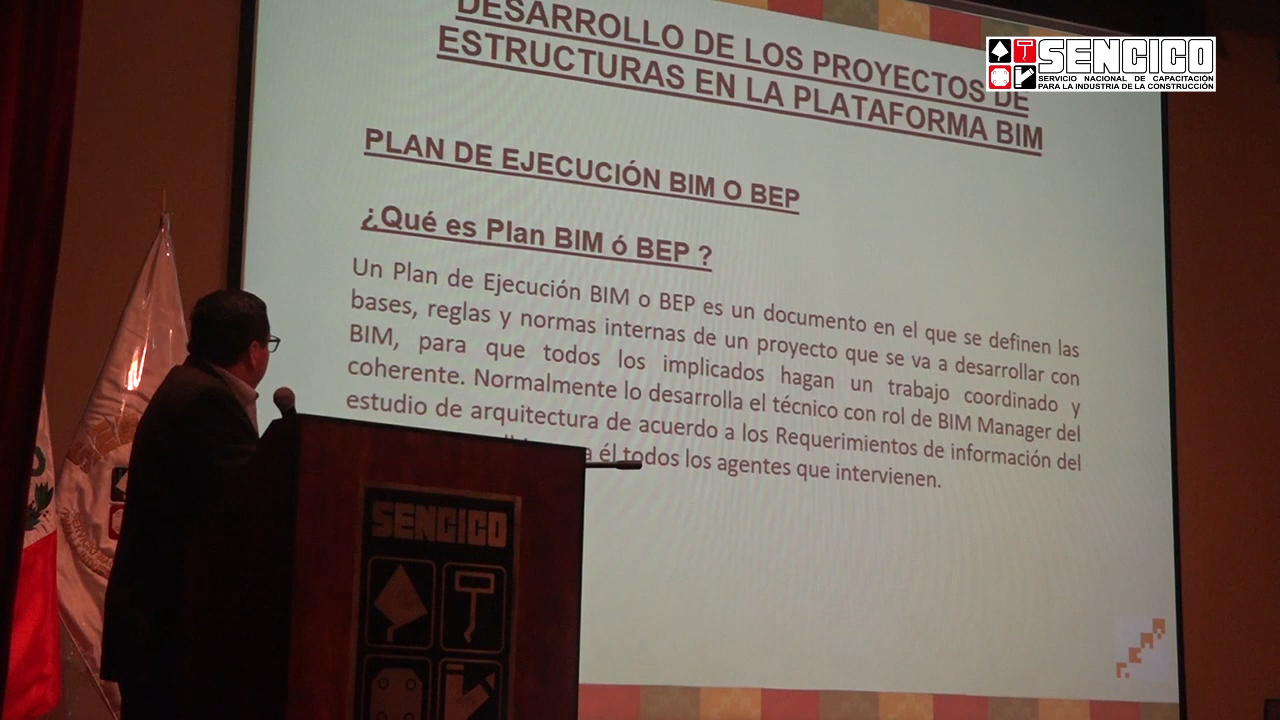 DESARROLLO DE LOS PROYECTOS DE
ESTRUCTURAS EN LA PLATAFORMA BIM
SENCICO
SERVICIO NACIONAL DE CAPACITACIÓN
PARA LA INDUSTRIA DE LA CONSTRUCCIÓN
PLAN DE EJECUCIÓN BIM O BEP
¿Qué es Plan BIM ó BEP ?
Un Plan de Ejecución BIM o BEP es un documento en el que se definen las
bases, reglas y normas internas de un proyecto que se va a desarrollar con
BIM, para que todos los implicados hagan un trabajo coordinado y
coherente. Normalmente lo desarrolla el técnico con rol de BIM Manager del
estudio de arquitectura de acuerdo a los Requerimientos de información del
él todos los agentes que intervienen.
SENCICO